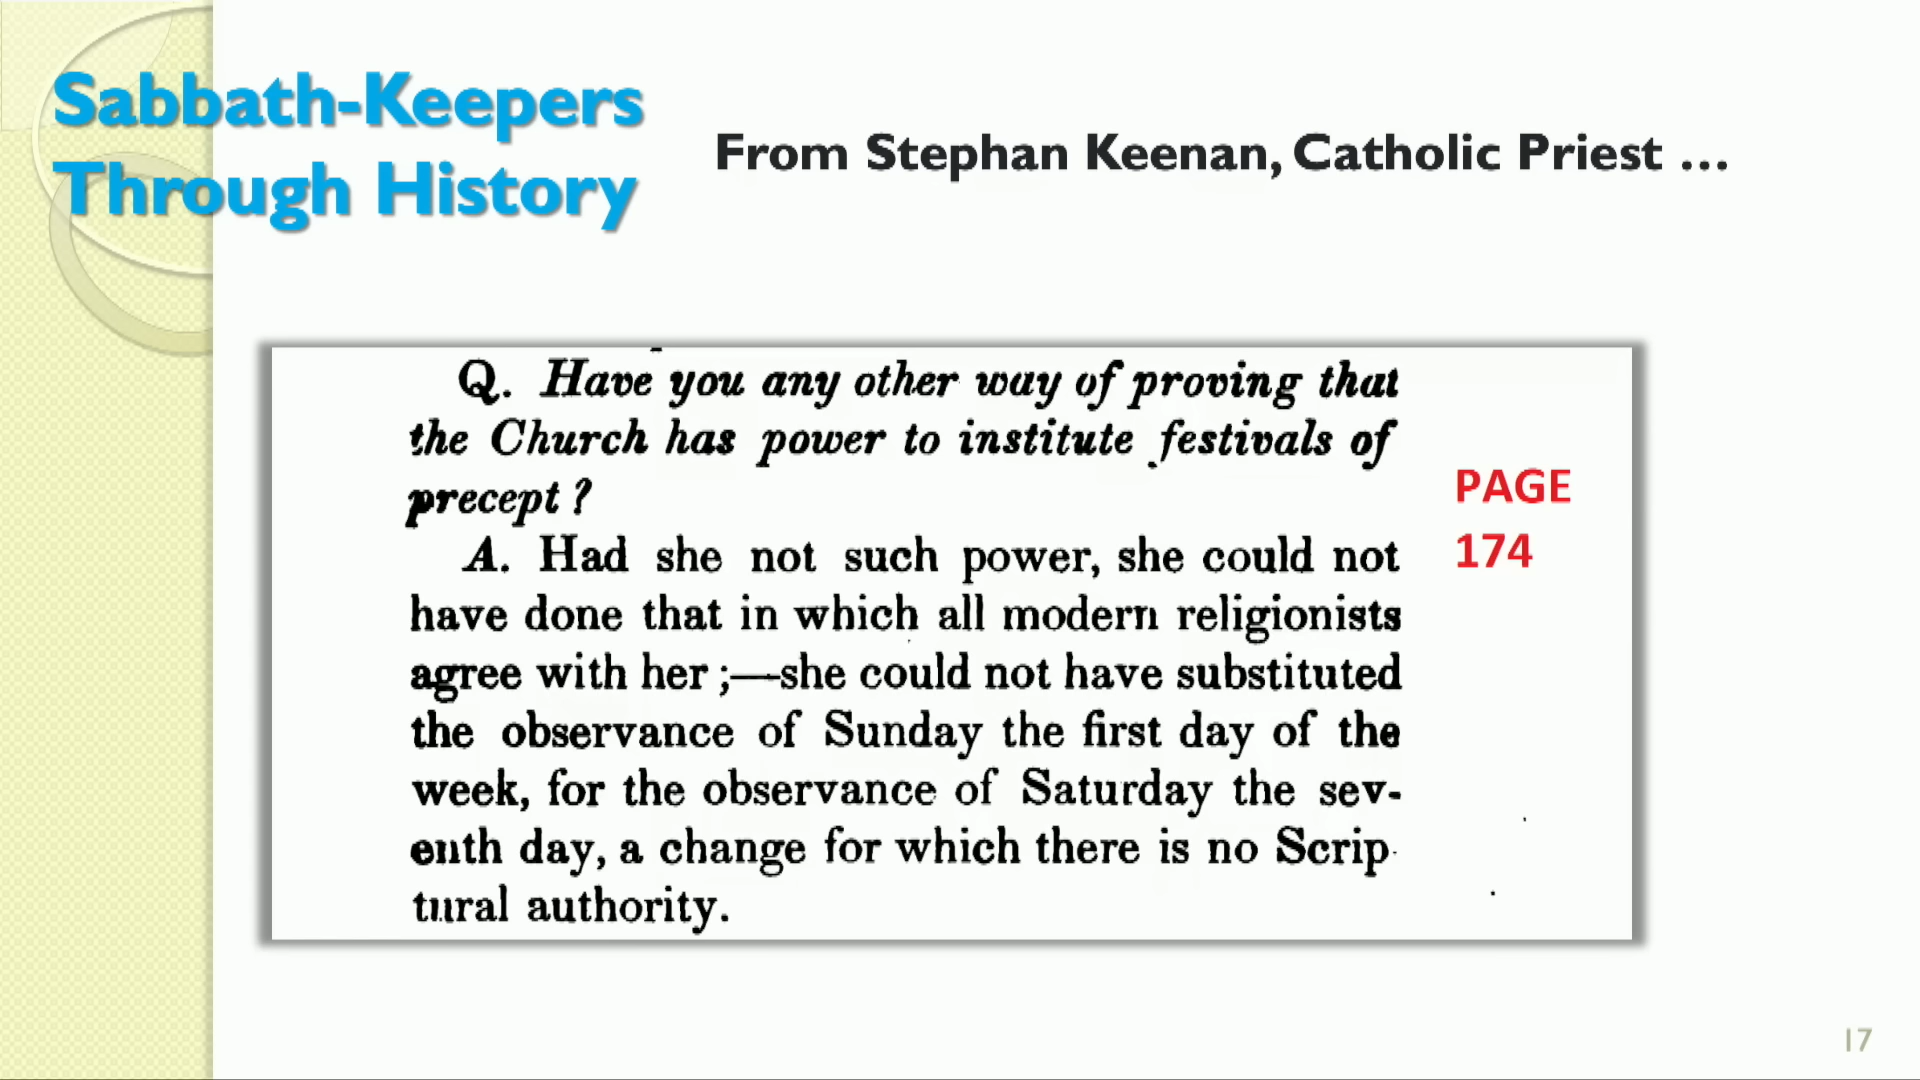 Sabbath-Keepers
Through History
From Stephan Keenan, Catholic Priest ...
Q. Have you any other way of proving that
the Church has power to institute festivals of
precept?
A. Had she not such power, she could not
have done that in which all modern religionists
agree with her;—she could not have substituted
the observance of Sunday the first day of the
week, for the observance of Saturday the sev-
enth day, a change for which there is no Scrip-
tural authority.
PAGE
174
17